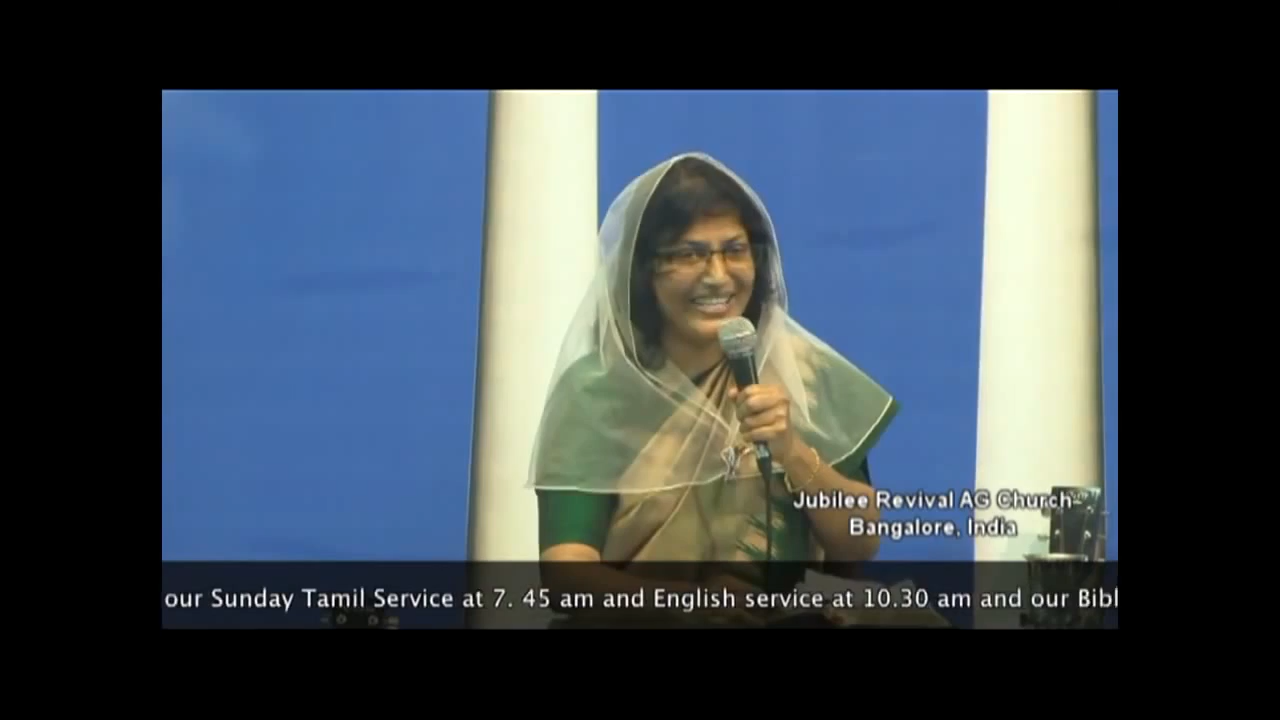 Jubilee Revival AG Church-
Bangalore, India
our Sunday Tamil Service at 7. 45 am and English service at 10.30 am and our Bibl